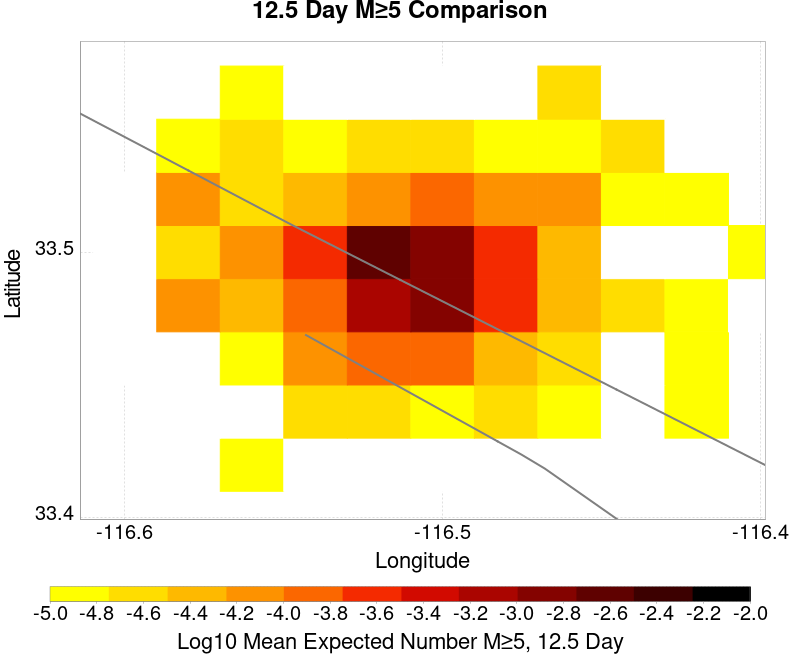 12.5 Day M≥5 Comparison
Latitude
33.5
33.4
-116.6 -116.5 -116.4
Longitude
-5.0 -4.8 -4.6 -4.4 -4.2 -4.0 -3.8 -3.6 -3.4 -3.2 -3.0 -2.8 -2.6 -2.4 -2.2 -2.0
Log10 Mean Expected Number M≥5, 12.5 Day